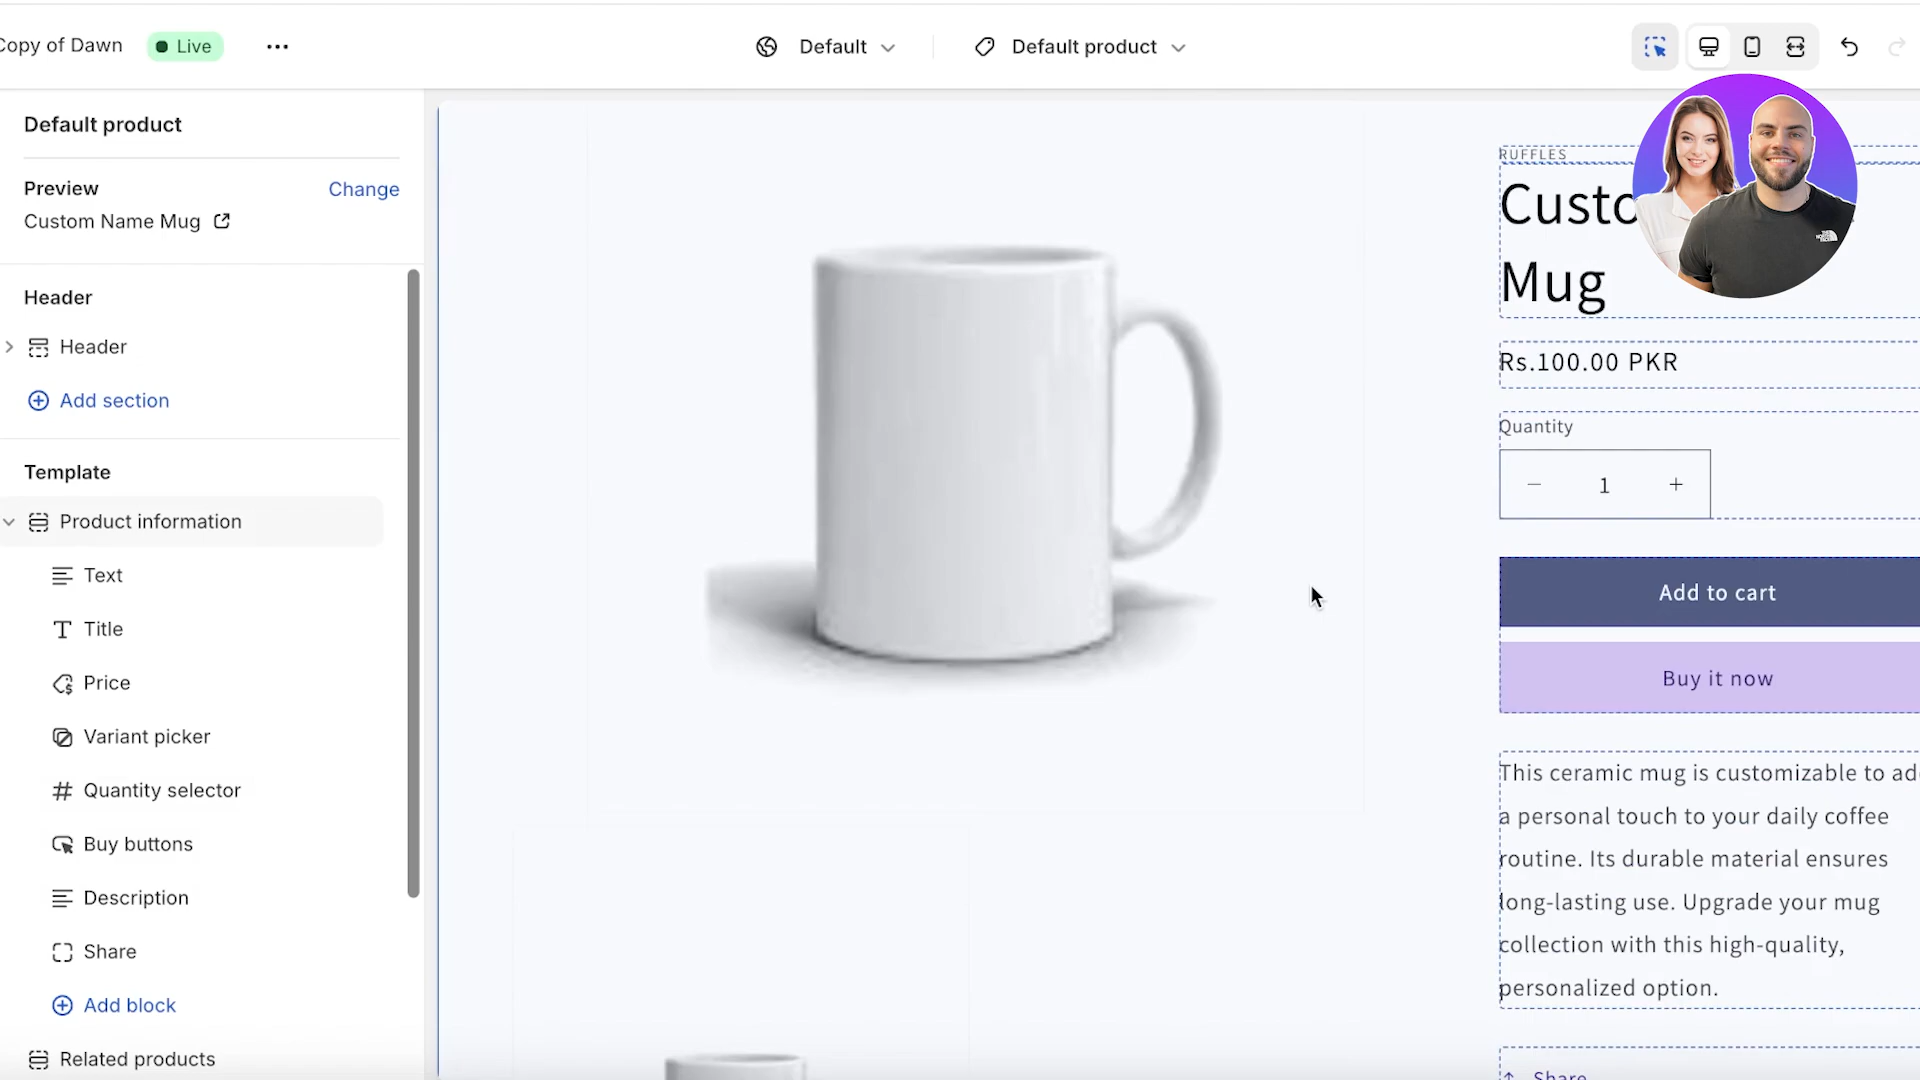 Copy of Dawn
Live
Default
Default product
Default product
Preview
Change
Custom Name Mug
Header
Header
Add section
Template
Product information
Text
Title
Price
Variant picker
Quantity selector
Buy buttons
Description
Share
Add block
Related products
RUFFLES
Custo
Mug
Rs.100.00 PKR
Quantity
1
Add to cart
Buy it now
This ceramic mug is customizable to ad
a personal touch to your daily coffee
routine. Its durable material ensures
long-lasting use. Upgrade your mug
collection with this high-quality,
personalized option.
Share